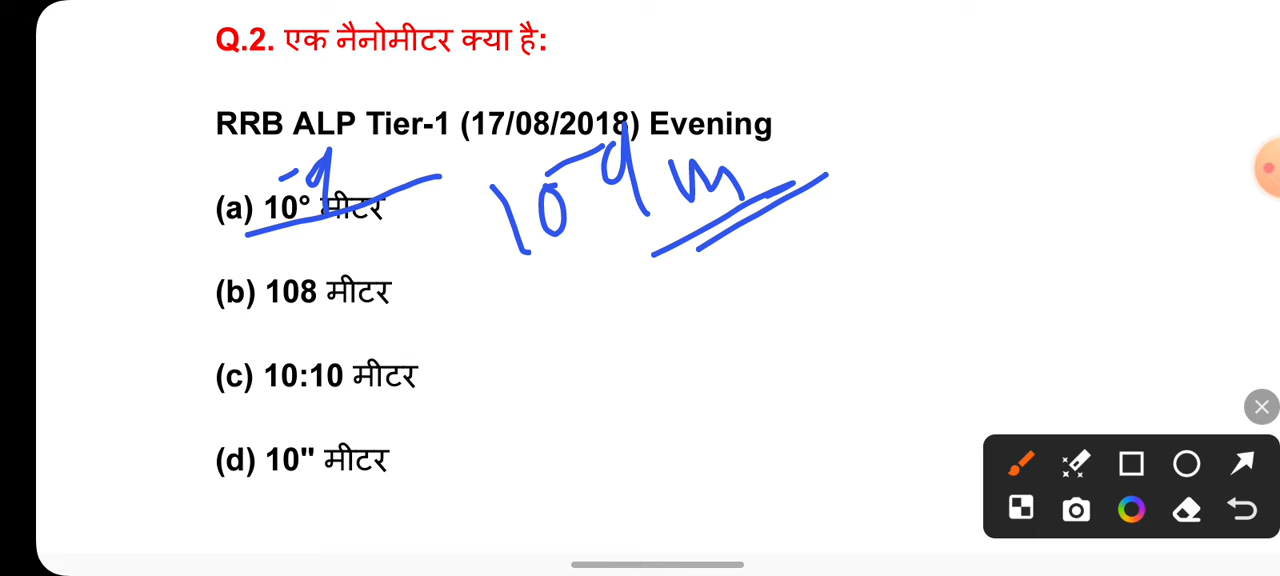 Q.2. एक नैनोमीटर क्या है:
RRB ALP Tier-1 (17/08/2018) Evening
-9
(a) 10° मीटर
10⁻⁹ m
(b) 108 मीटर
(c) 10:10 मीटर
(d) 10" मीटर